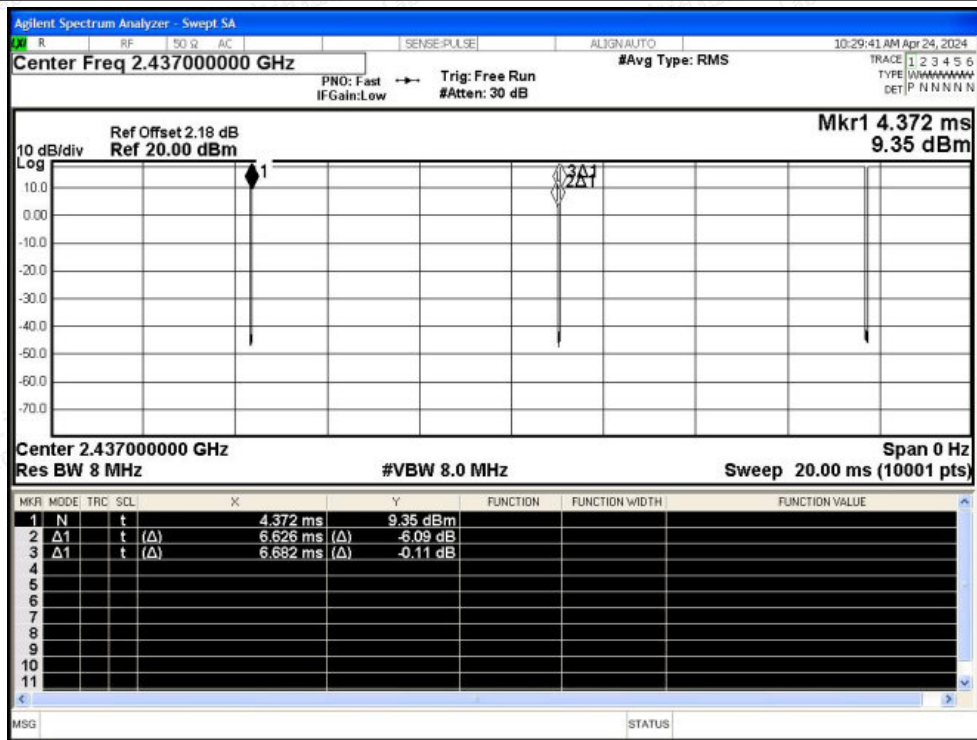 Agilent Spectrum Analyzer - Swept SA
LXI R RF 50 Ω AC SENSE:PULSE ALIGNAUTO 10:29:41 AM Apr 24, 2024
Center Freq 2.437000000 GHz #Avg Type: RMS TRACE 1 2 3 4 5 6
PNO: Fast Trig: Free Run TYPE
IFGain:Low #Atten: 30 dB DET P N N N N N
Mkr1 4.372 ms
Ref Offset 2.18 dB
10 dB/div Ref 20.00 dBm 9.35 dBm
Log
1
3Δ1
2Δ1
10.0
0.00
-10.0
-20.0
-30.0
-40.0
-50.0
-60.0
-70.0
Center 2.437000000 GHz Span 0 Hz
Res BW 8 MHz #VBW 8.0 MHz Sweep 20.00 ms (10001 pts)
MKR MODE TRC SCL X Y FUNCTION FUNCTION WIDTH FUNCTION VALUE
1 N t 4.372 ms 9.35 dBm
2 Δ1 t (Δ) 6.626 ms (Δ) -6.09 dB
3 Δ1 t (Δ) 6.682 ms (Δ) -0.11 dB
4
5
6
7
8
9
10
11
MSG STATUS